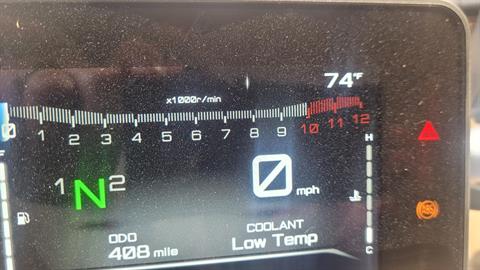 74°F
x1000r/min
0 1 2 3 4 5 6 7 8 9 10 11 12
F
H
1N2
0 mph
ABS
ODO
408 mile
COOLANT
Low Temp
C